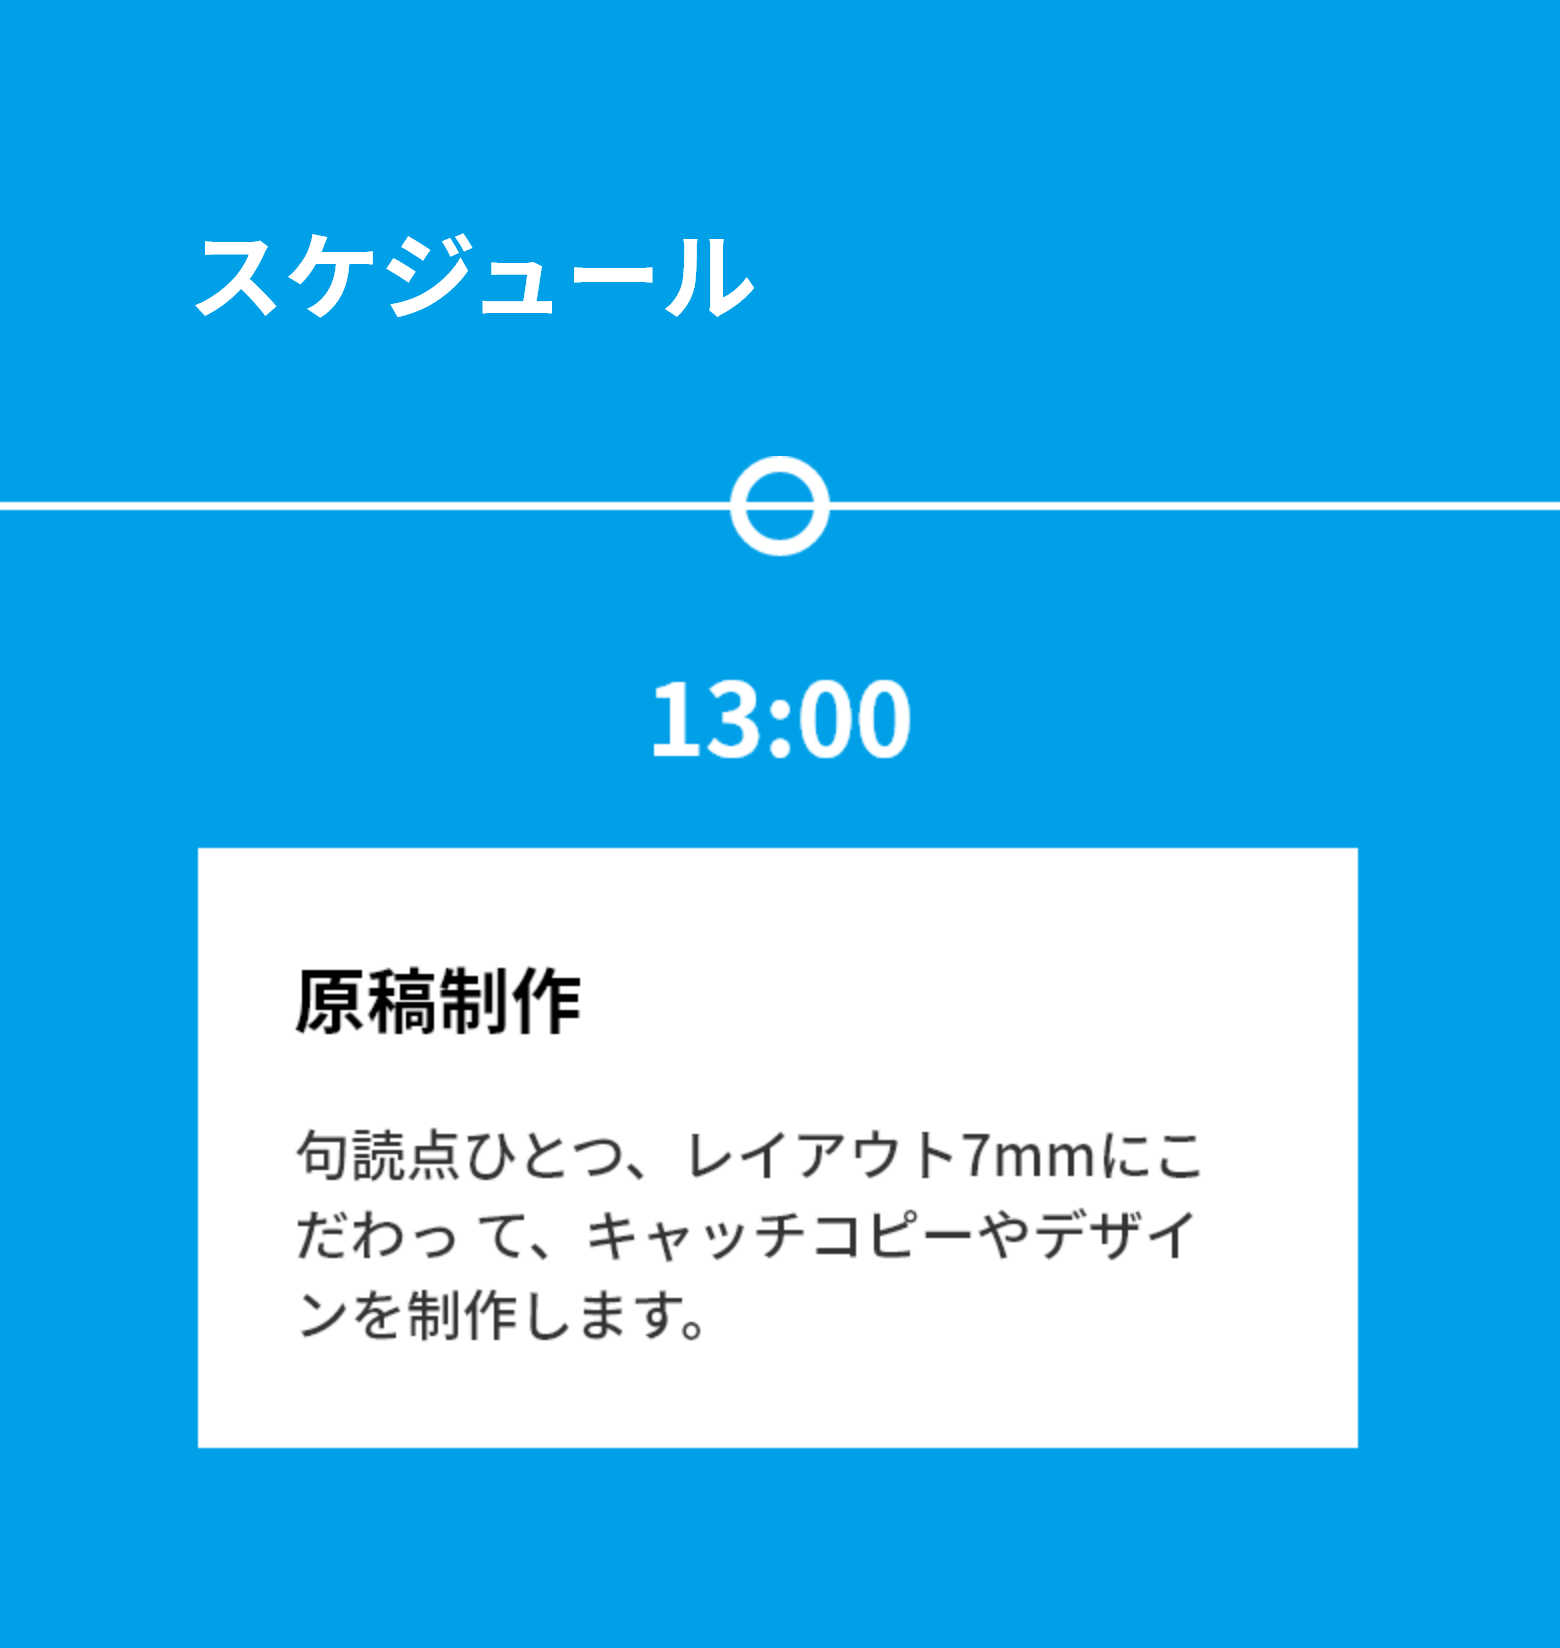 スケジュール
13:00
原稿制作
句読点ひとつ、レイアウト7mmにこ
だわっ て、キャッチコピーやデザイ
ンを制作します。